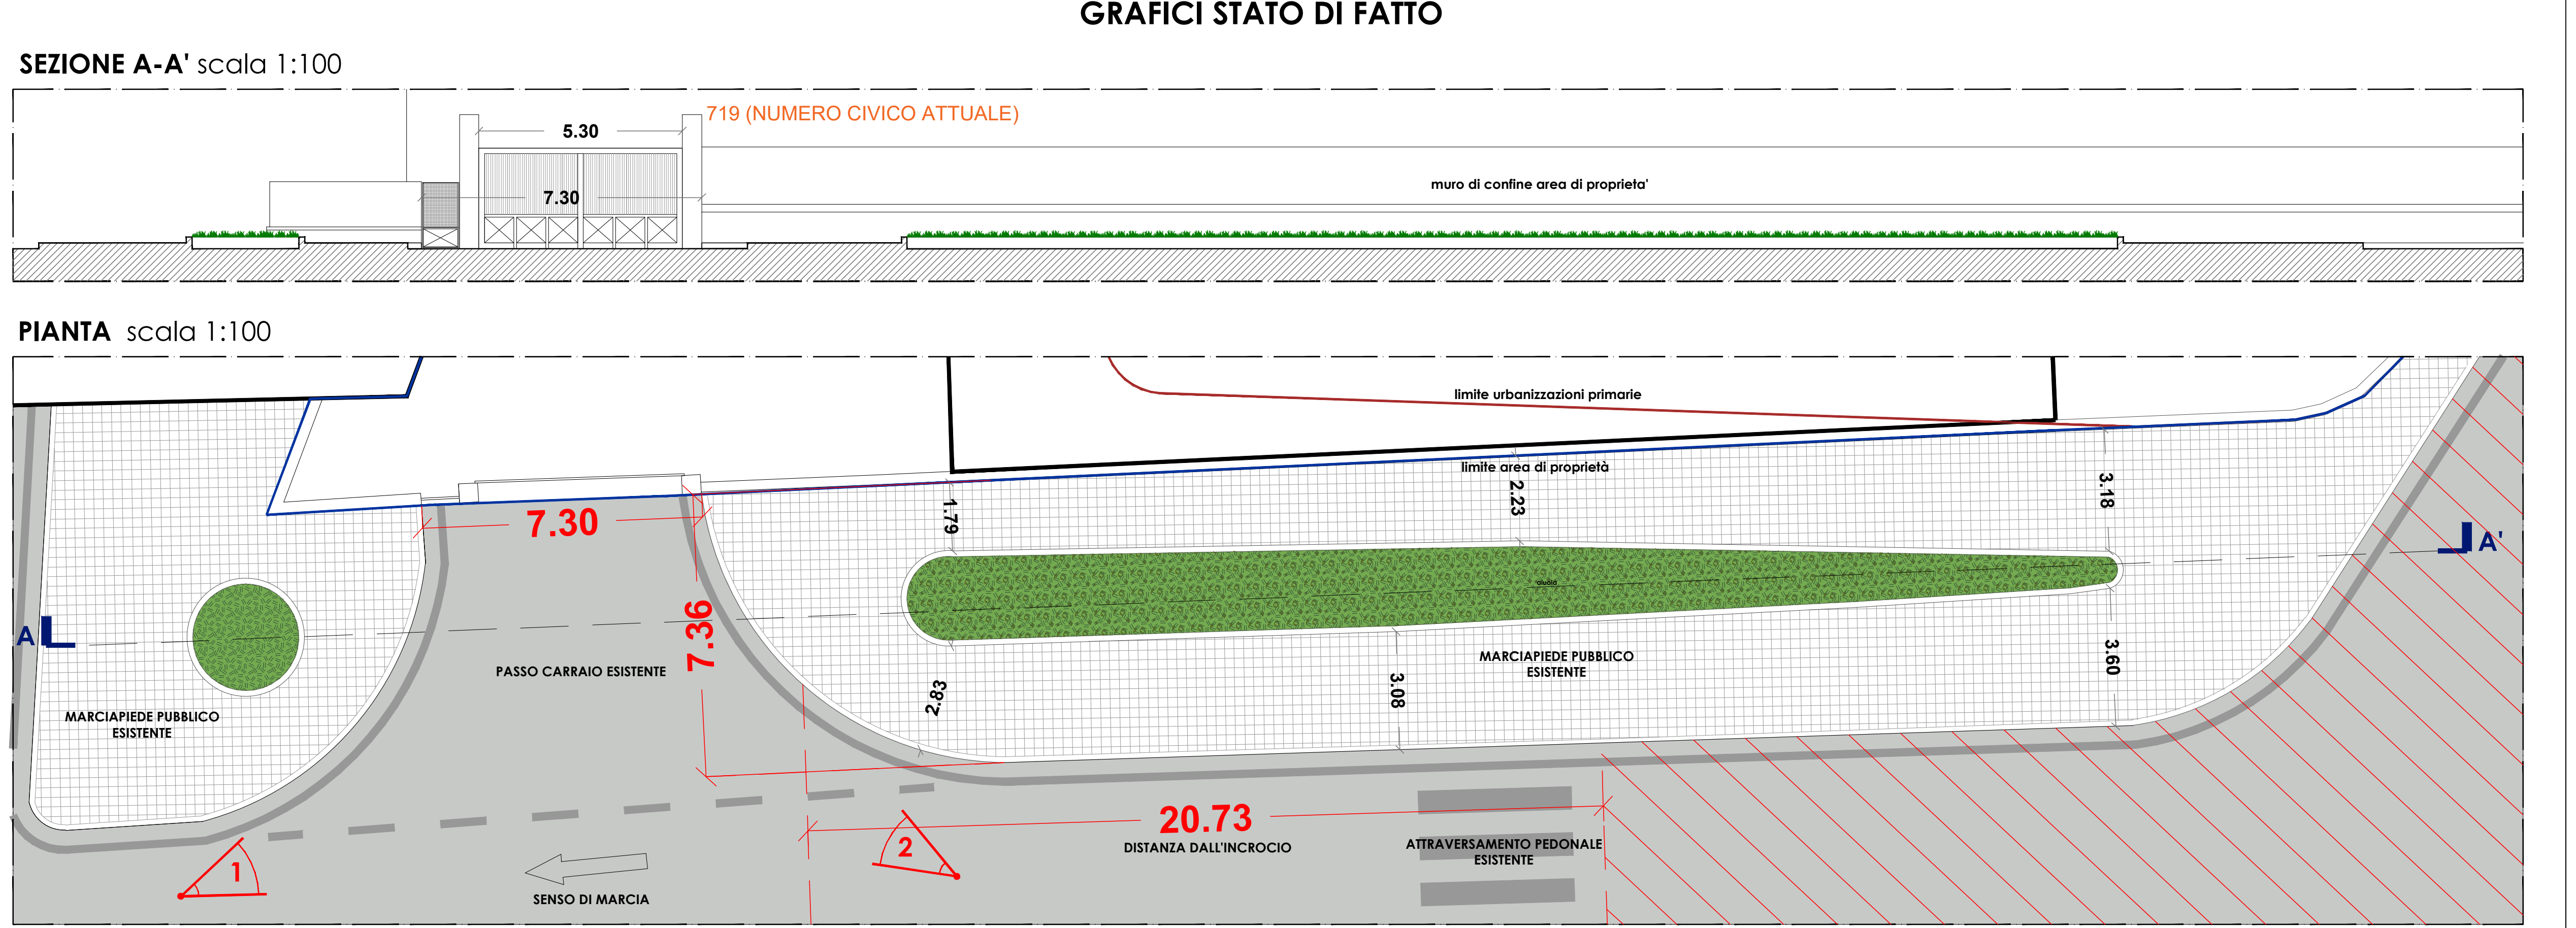 GRAFICI STATO DI FATTO
SEZIONE A-A' scala 1:100
719 (NUMERO CIVICO ATTUALE)
5.30
7.30
muro di confine area di proprieta'
PIANTA scala 1:100
limite urbanizzazioni primarie
limite area di proprietà
1.79
2.23
3.18
7.30
A'
aiuola
7.36
A
PASSO CARRAIO ESISTENTE
MARCIAPIEDE PUBBLICO
ESISTENTE
3.60
2.83
3.08
MARCIAPIEDE PUBBLICO
ESISTENTE
20.73
DISTANZA DALL'INCROCIO
ATTRAVERSAMENTO PEDONALE
ESISTENTE
1
2
SENSO DI MARCIA